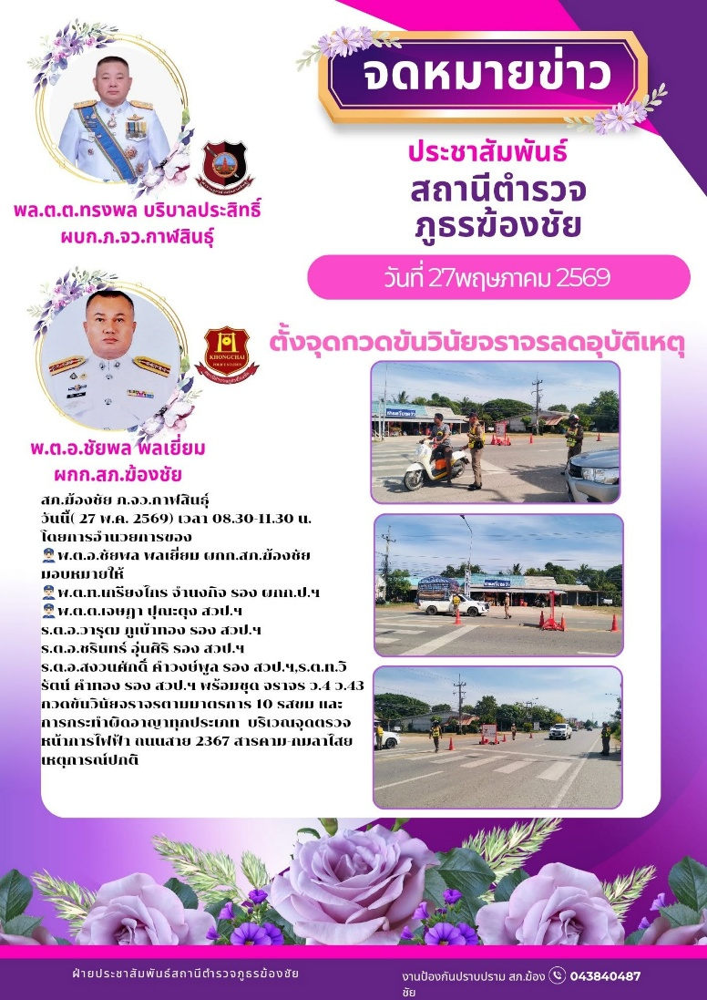 จดหมายข่าว
ประชาสัมพันธ์
สถานีตำรวจ
ภูธรฆ้องชัย
วันที่ 27พฤษภาคม 2569
พล.ต.ต.ทรงพล บริบาลประสิทธิ์
ผบก.ภ.จว.กาฬสินธุ์
KHONGCHAI
POLICE STATION
พ.ต.อ.ชัยพล พลเยี่ยม
ผกก.สภ.ฆ้องชัย
ตั้งจุดกวดขันวินัยจราจรลดอุบัติเหตุ
สภ.ฆ้องชัย ภ.จว.กาฬสินธุ์
วันนี้( 27 พ.ค. 2569) เวลา 08.30-11.30 น.
โดยการอำนวยการของ
👮🏻‍♂️พ.ต.อ.ชัยพล พลเยี่ยม ผกก.สภ.ฆ้องชัย
มอบหมายให้
👮🏻‍♂️พ.ต.ท.เกรียงไกร จำนงกิจ รอง ผกก.ป.ฯ
👮🏻‍♂️พ.ต.ต.เจษฎา ปุณะตุง สวป.ฯ
ร.ต.อ.วารุฒ ภูเบ้าทอง รอง สวป.ฯ
ร.ต.อ.ชรินทร์ อุ่นศิริ รอง สวป.ฯ
ร.ต.อ.สงวนศักดิ์ คำวงษ์พูล รอง สวป.ฯ,ร.ต.ท.วิ
รัตน์ คำทอง รอง สวป.ฯ พร้อมชุด จราจร ว.4 ว.43
กวดขันวินัยจราจรตามมาตรการ 10 รสขม และ
การกระทำผิดอาญาทุกประเภท บริเวณจุดตรวจ
หน้าการไฟฟ้า ถนนสาย 2367 สารคาม-กมลาไสย
เหตุการณ์ปกติ
ฝ่ายประชาสัมพันธ์สถานีตำรวจภูธรฆ้องชัย
งานป้องกันปราบปราม สภ.ฆ้อง 043840487
ชัย